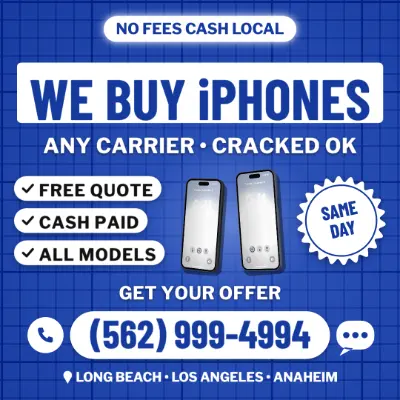 NO FEES CASH LOCAL
WE BUY iPHONES
ANY CARRIER • CRACKED OK
FREE QUOTE
CASH PAID
ALL MODELS
SAME
DAY
GET YOUR OFFER
(562) 999-4994
LONG BEACH • LOS ANGELES • ANAHEIM